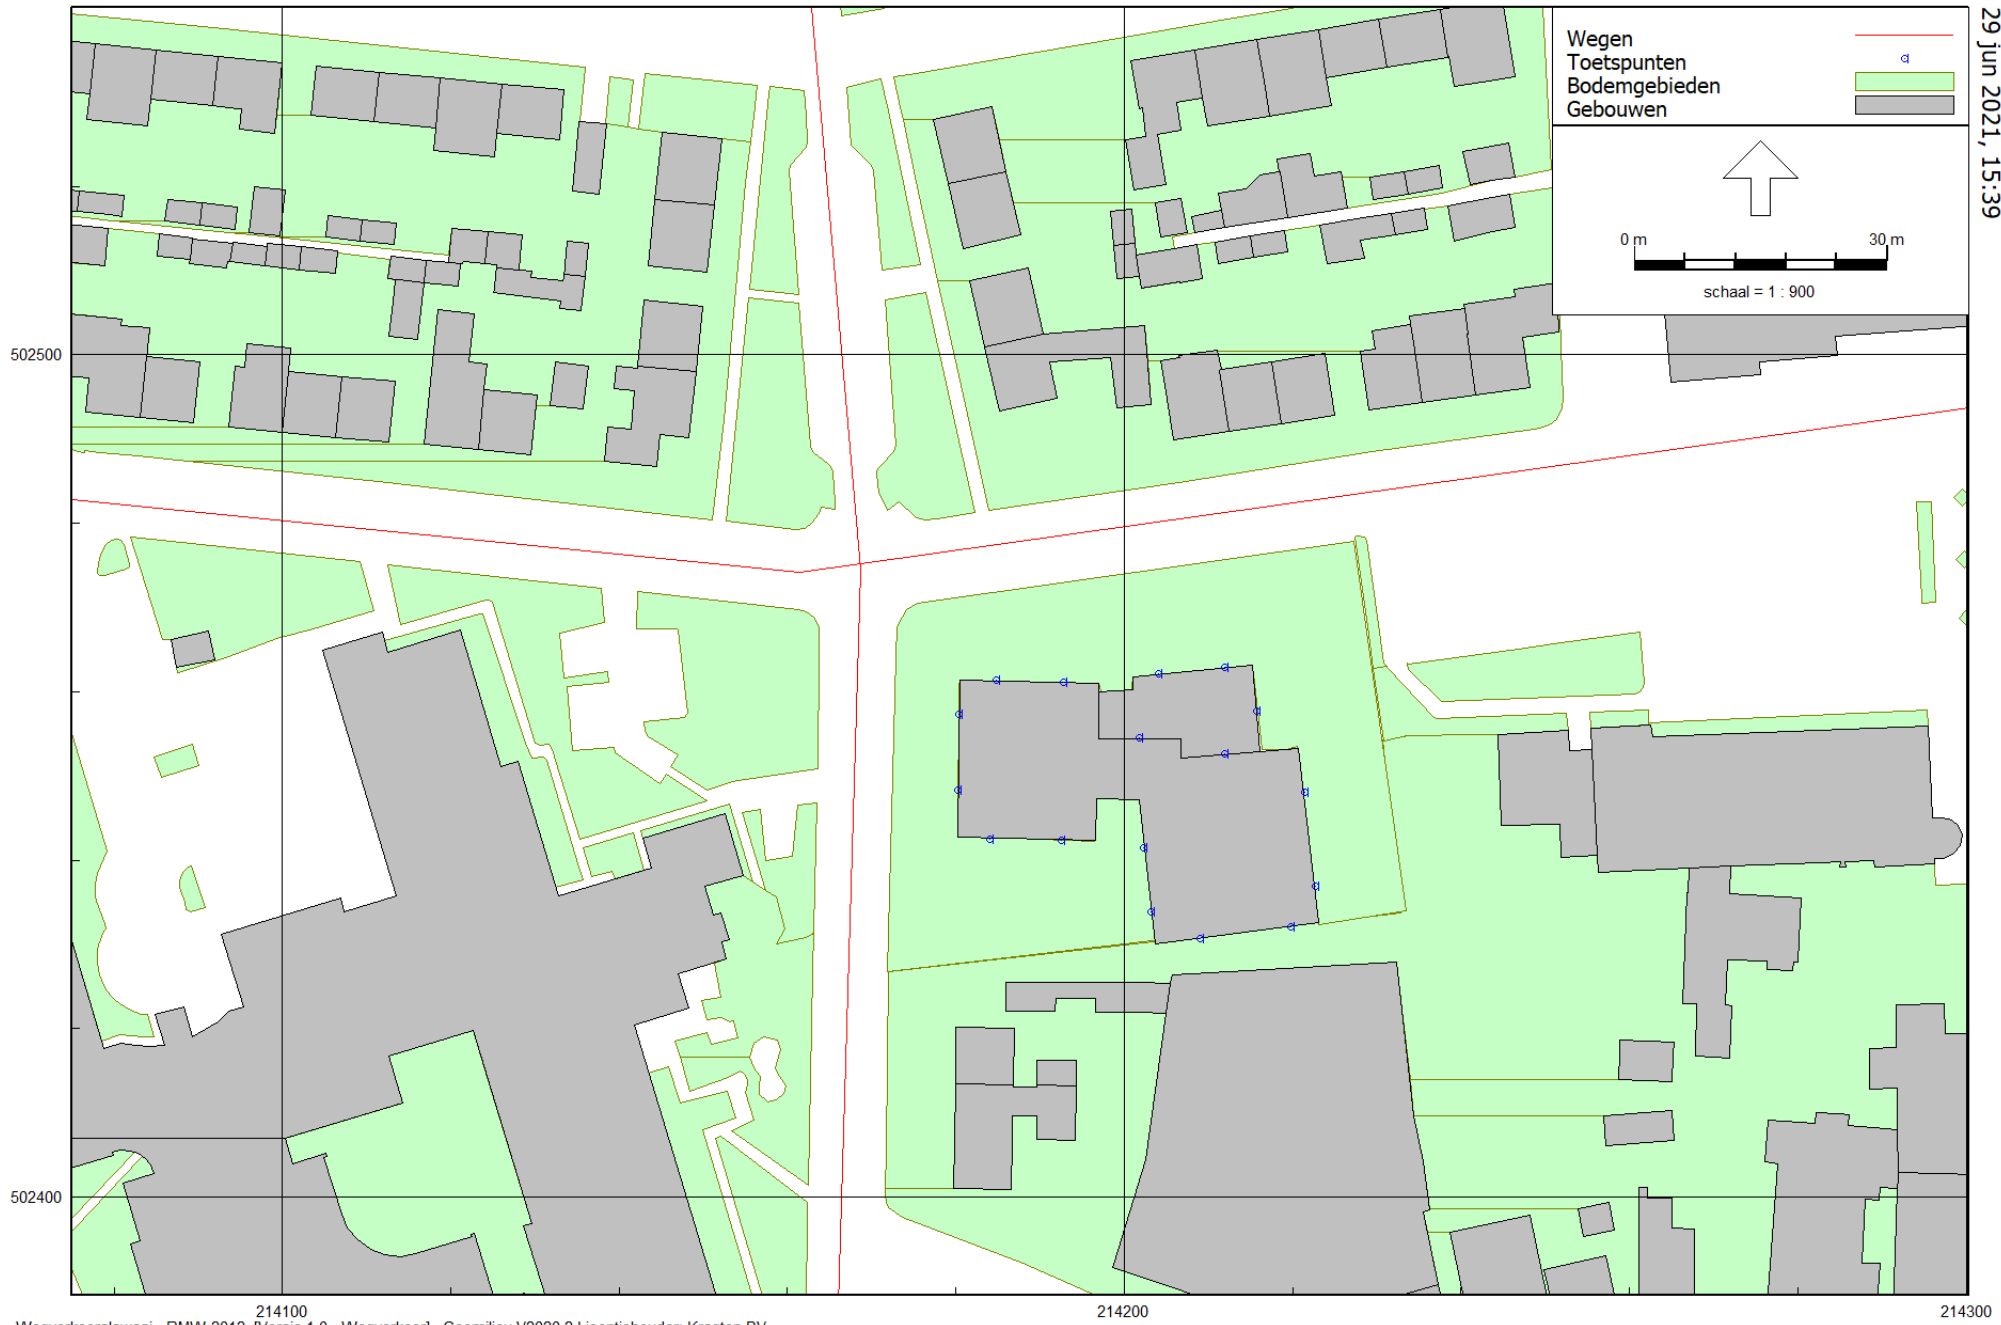 29 jun 2021, 15:39
Wegen
Toetspunten
Bodemgebieden
Gebouwen
0 m 30 m
schaal = 1 : 900
502500
502400
214100 214200 214300